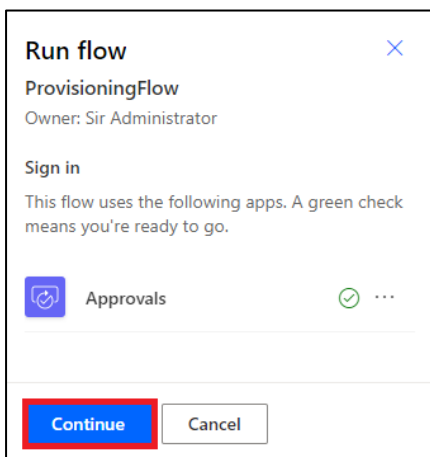 Run flow
ProvisioningFlow
Owner: Sir Administrator
Sign in
This flow uses the following apps. A green check
means you're ready to go.
Approvals
Continue
Cancel